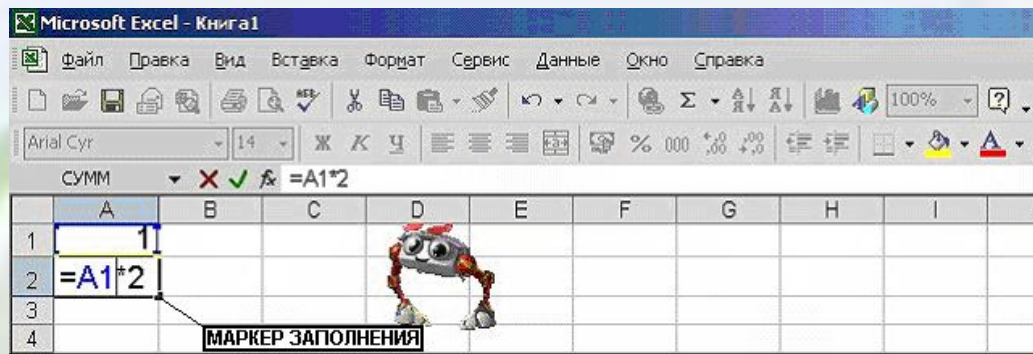 Microsoft Excel - Книга1
Файл Правка Вид Вставка Формат Сервис Данные Окно Справка
100%
Arial Cyr 14 Ж К Ч % 000
СУММ =A1*2
A B C D E F G H I
1 1
2 =A1*2
3
4 МАРКЕР ЗАПОЛНЕНИЯ